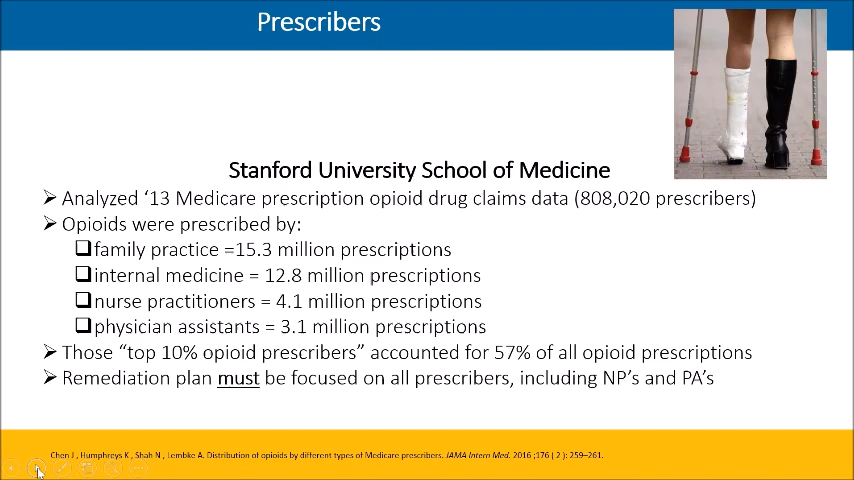 Prescribers
Stanford University School of Medicine
Analyzed ‘13 Medicare prescription opioid drug claims data (808,020 prescribers)
Opioids were prescribed by:
family practice =15.3 million prescriptions
internal medicine = 12.8 million prescriptions
nurse practitioners = 4.1 million prescriptions
physician assistants = 3.1 million prescriptions
Those “top 10% opioid prescribers” accounted for 57% of all opioid prescriptions
Remediation plan must be focused on all prescribers, including NP’s and PA’s
Chen J , Humphreys K , Shah N , Lembke A. Distribution of opioids by different types of Medicare prescribers. JAMA Intern Med. 2016 ;176 ( 2 ): 259–261.